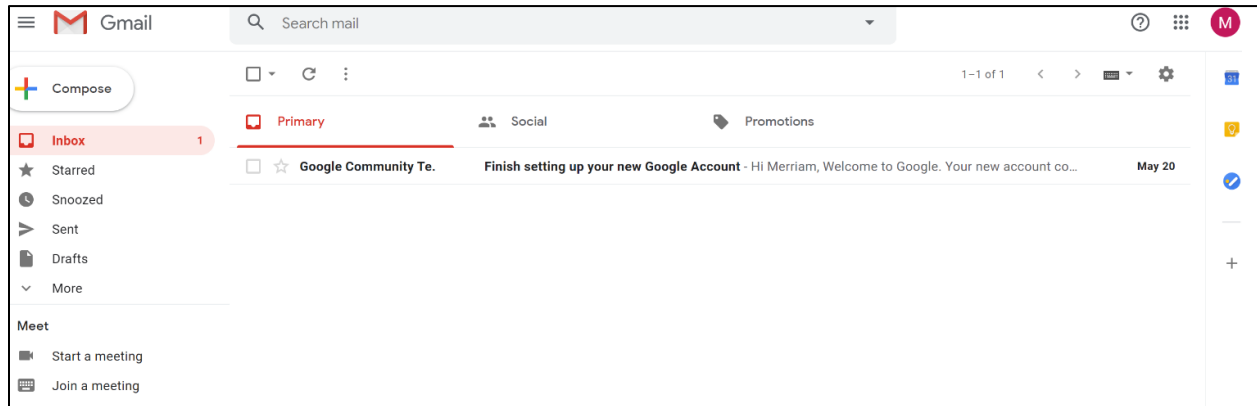 Gmail
Search mail
M
Compose
1–1 of 1
31
Primary
Social
Promotions
Inbox 1
Google Community Te. Finish setting up your new Google Account - Hi Merriam, Welcome to Google. Your new account co... May 20
Starred
Snoozed
Sent
Drafts
More
Meet
Start a meeting
Join a meeting